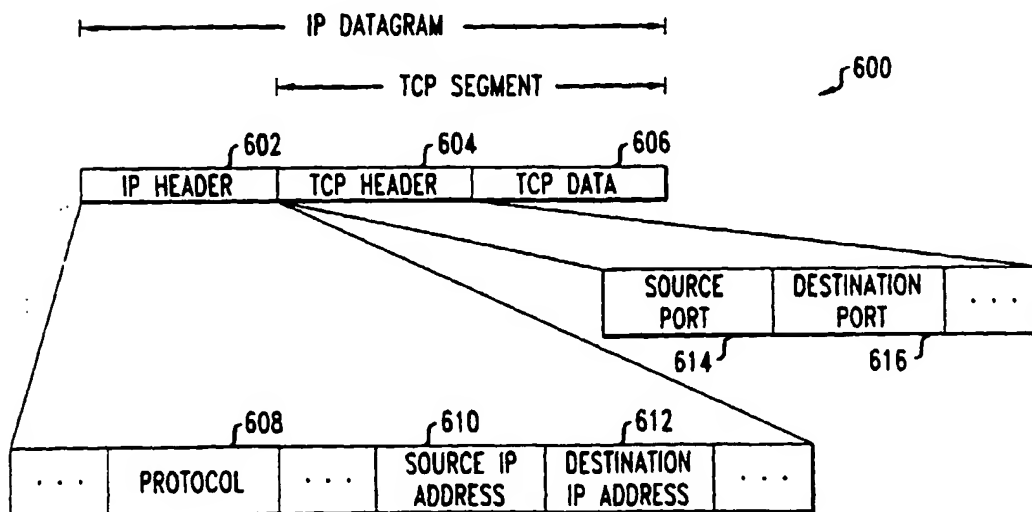 IP DATAGRAM
TCP SEGMENT
600
602
604
606
IP HEADER
TCP HEADER
TCP DATA
SOURCE PORT
DESTINATION PORT
. . .
614
616
608
610
612
. . .
PROTOCOL
. . .
SOURCE IP ADDRESS
DESTINATION IP ADDRESS
. . .